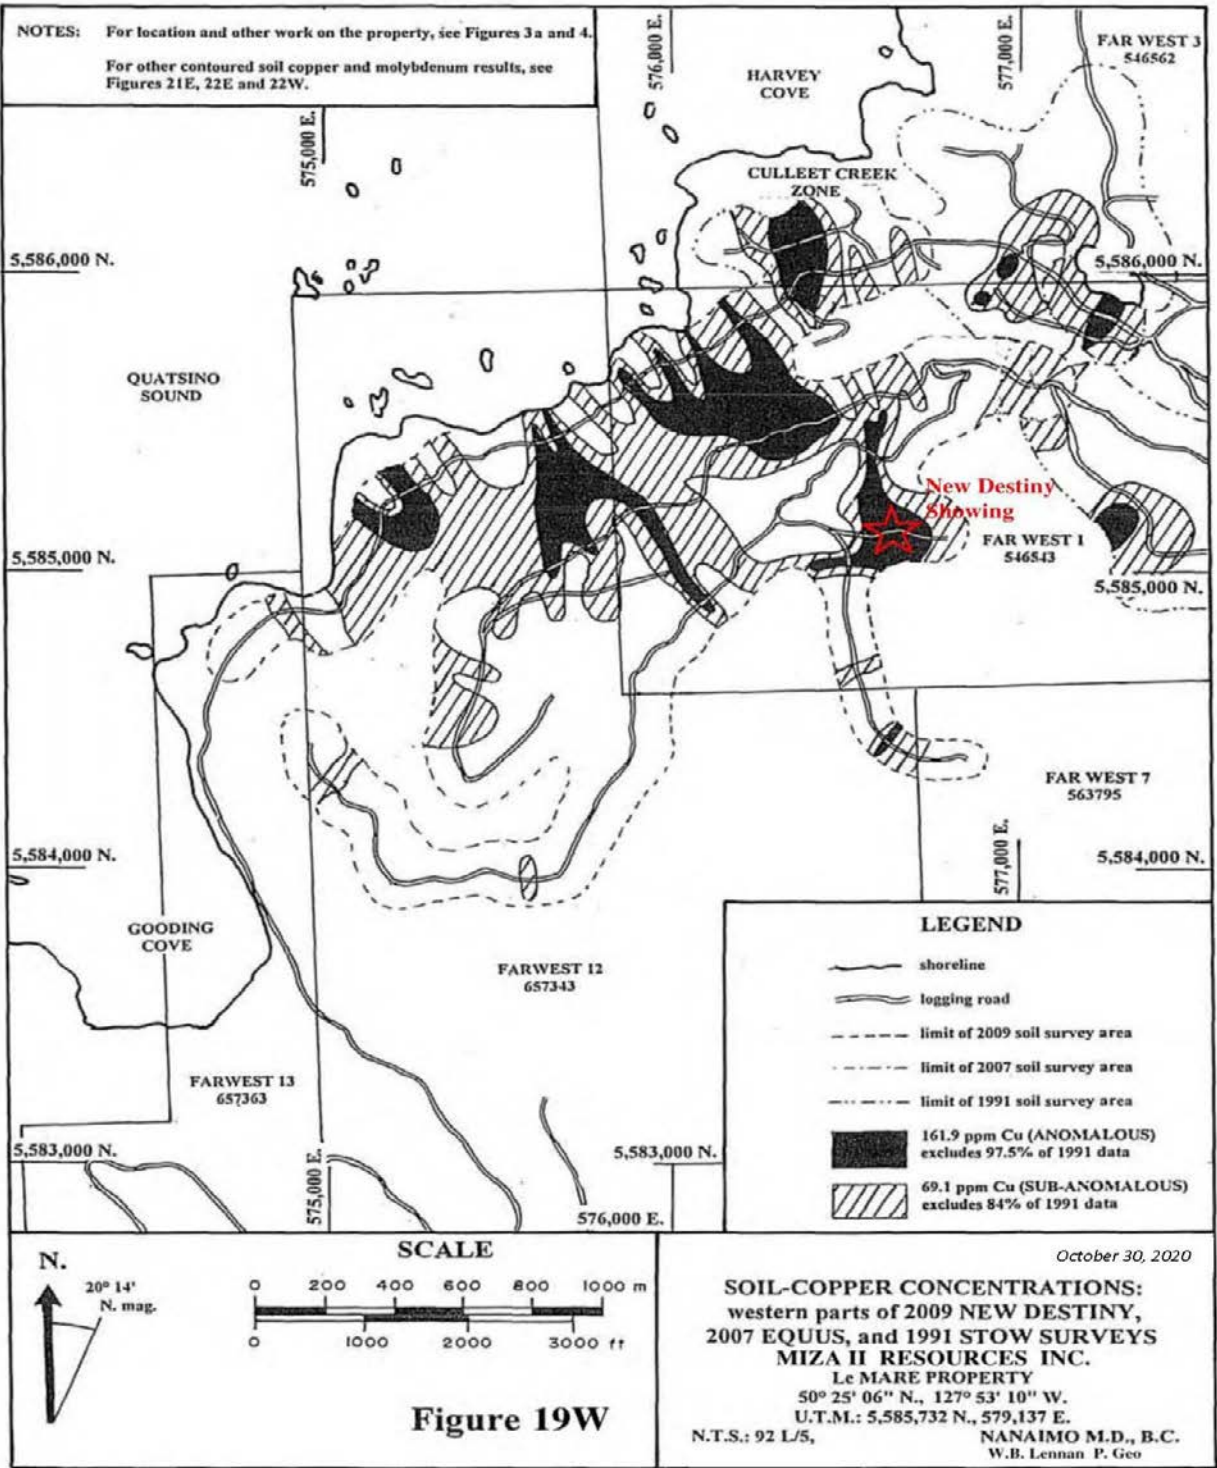 NOTES: For location and other work on the property, see Figures 3a and 4.
For other contoured soil copper and molybdenum results, see
Figures 21E, 22E and 22W.
576,000 E.
577,000 E.
FAR WEST 3
546562
HARVEY
COVE
575,000 E.
CULLEET CREEK
ZONE
5,586,000 N.
5,586,000 N.
QUATSINO
SOUND
New Destiny
Showing
FAR WEST 1
546543
5,585,000 N.
5,585,000 N.
FAR WEST 7
563795
577,000 E.
5,584,000 N.
5,584,000 N.
GOODING
COVE
FARWEST 12
657343
FARWEST 13
657363
5,583,000 N.
5,583,000 N.
575,000 E.
576,000 E.
LEGEND
shoreline
logging road
limit of 2009 soil survey area
limit of 2007 soil survey area
limit of 1991 soil survey area
161.9 ppm Cu (ANOMALOUS)
excludes 97.5% of 1991 data
69.1 ppm Cu (SUB-ANOMALOUS)
excludes 84% of 1991 data
N.
20° 14'
N. mag.
SCALE
0 200 400 600 800 1000 m
0 1000 2000 3000 ft
Figure 19W
October 30, 2020
SOIL-COPPER CONCENTRATIONS:
western parts of 2009 NEW DESTINY,
2007 EQUUS, and 1991 STOW SURVEYS
MIZA II RESOURCES INC.
Le MARE PROPERTY
50° 25' 06" N., 127° 53' 10" W.
U.T.M.: 5,585,732 N., 579,137 E.
N.T.S.: 92 L/5, NANAIMO M.D., B.C.
W.B. Lennan P. Geo